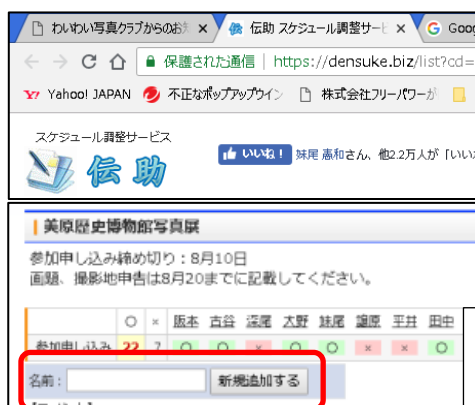 わいわい写真クラブからのお知
伝助 スケジュール調整サービ
Goog
保護された通信 | https://densuke.biz/list?cd=
Yahoo! JAPAN
不正なポップアップウイン
株式会社フリーパワーが
スケジュール調整サービス
伝助
いいね！ 妹尾 嘉和さん、他2.2万人が「いい
美原歴史博物館写真展
参加申し込み締め切り：8月10日
画題、撮影地申告は8月20までに記載してください。
○ × 阪本 古谷 深尾 大野 妹尾 譲原 平井 田中
参加申し込み 22 7 ○ ○ × ○ ○ × × ○
名前： 新規追加する